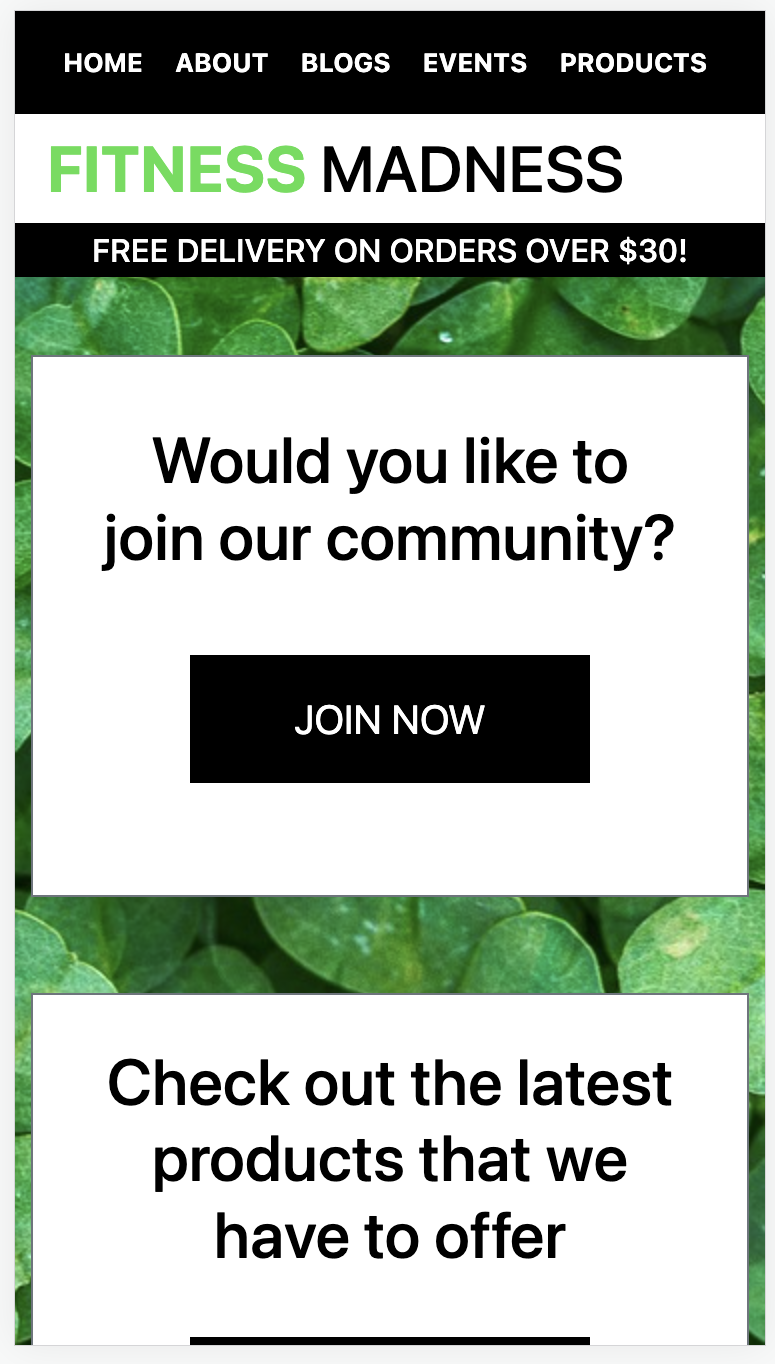 HOME ABOUT BLOGS EVENTS PRODUCTS
FITNESS MADNESS
FREE DELIVERY ON ORDERS OVER $30!
Would you like to
join our community?
JOIN NOW
Check out the latest
products that we
have to offer